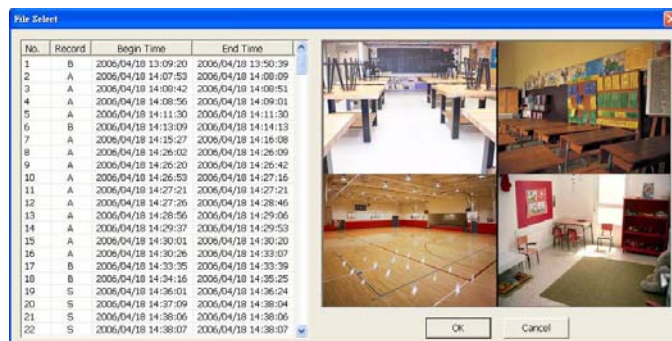 File Select
No. Record Begin Time End Time
1 B 2006/04/18 13:09:20 2006/04/18 13:50:39
2 A 2006/04/18 14:07:53 2006/04/18 14:08:09
3 A 2006/04/18 14:08:42 2006/04/18 14:08:51
4 A 2006/04/18 14:08:56 2006/04/18 14:09:01
5 A 2006/04/18 14:11:30 2006/04/18 14:11:30
6 B 2006/04/18 14:13:09 2006/04/18 14:14:13
7 A 2006/04/18 14:15:27 2006/04/18 14:16:08
8 A 2006/04/18 14:26:02 2006/04/18 14:26:09
9 A 2006/04/18 14:26:20 2006/04/18 14:26:42
10 A 2006/04/18 14:26:53 2006/04/18 14:27:16
11 A 2006/04/18 14:27:21 2006/04/18 14:27:21
12 A 2006/04/18 14:27:26 2006/04/18 14:28:46
13 A 2006/04/18 14:28:56 2006/04/18 14:29:06
14 A 2006/04/18 14:29:37 2006/04/18 14:29:53
15 A 2006/04/18 14:30:01 2006/04/18 14:30:20
16 A 2006/04/18 14:30:26 2006/04/18 14:33:07
17 B 2006/04/18 14:33:35 2006/04/18 14:33:39
18 B 2006/04/18 14:34:16 2006/04/18 14:35:25
19 S 2006/04/18 14:36:01 2006/04/18 14:36:24
20 S 2006/04/18 14:37:09 2006/04/18 14:38:04
21 S 2006/04/18 14:38:06 2006/04/18 14:38:06
22 S 2006/04/18 14:38:07 2006/04/18 14:38:07
OK Cancel